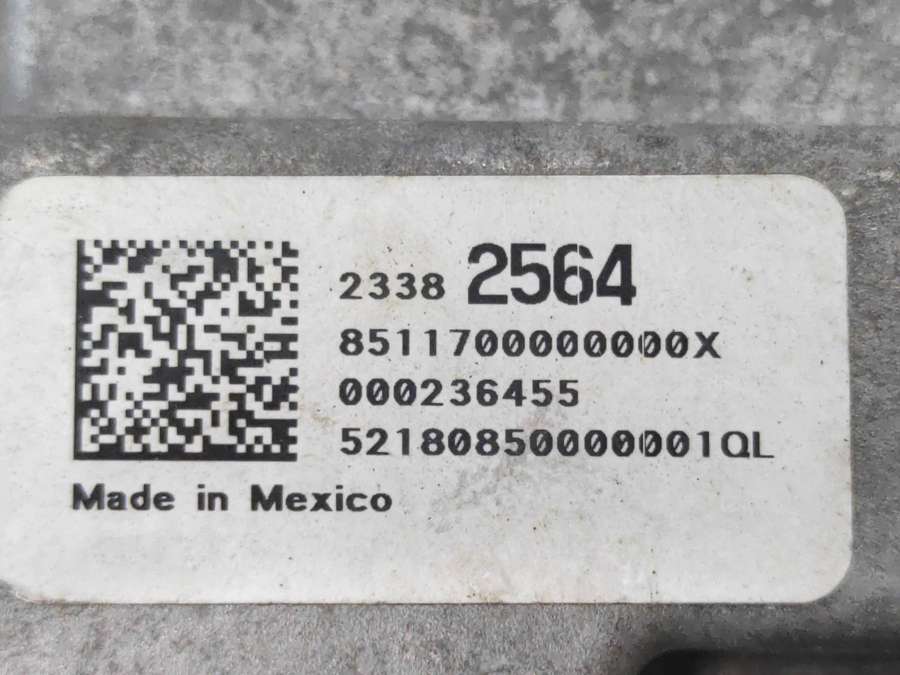 2338 2564
8511700000000X
000236455
52180850000001QL
Made in Mexico